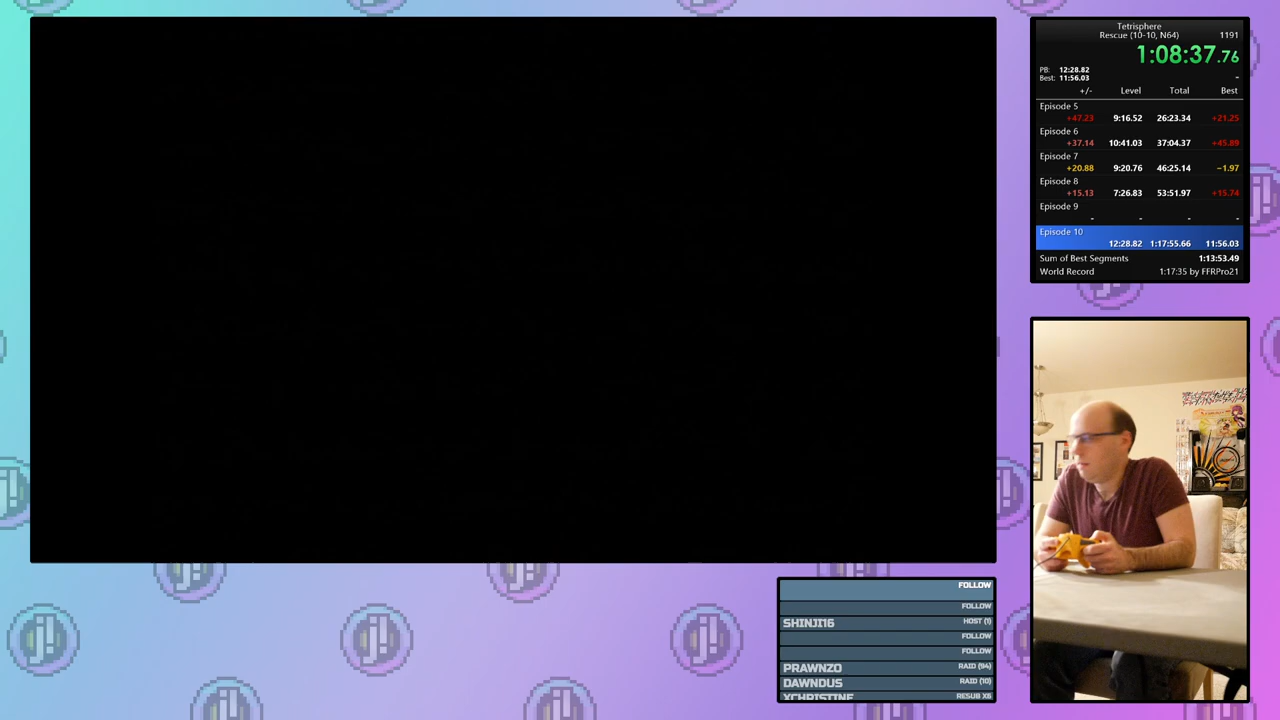 Tetrisphere
Rescue (10-10, N64) 1191
1:08:37.76
PB: 12:28.82
Best: 11:56.03 -
+/- Level Total Best
Episode 5
+47.23 9:16.52 26:23.34 +21.25
Episode 6
+37.14 10:41.03 37:04.37 +45.89
Episode 7
+20.88 9:20.76 46:25.14 −1.97
Episode 8
+15.13 7:26.83 53:51.97 +15.74
Episode 9
- - - -
Episode 10
12:28.82 1:17:55.66 11:56.03
Sum of Best Segments 1:13:53.49
World Record 1:17:35 by FFRPro21
FOLLOW
FOLLOW
SHINJI16 HOST (1)
FOLLOW
FOLLOW
PRAWNZO RAID (94)
DAWNDUS RAID (10)
XCHRISTINE RESUB X6